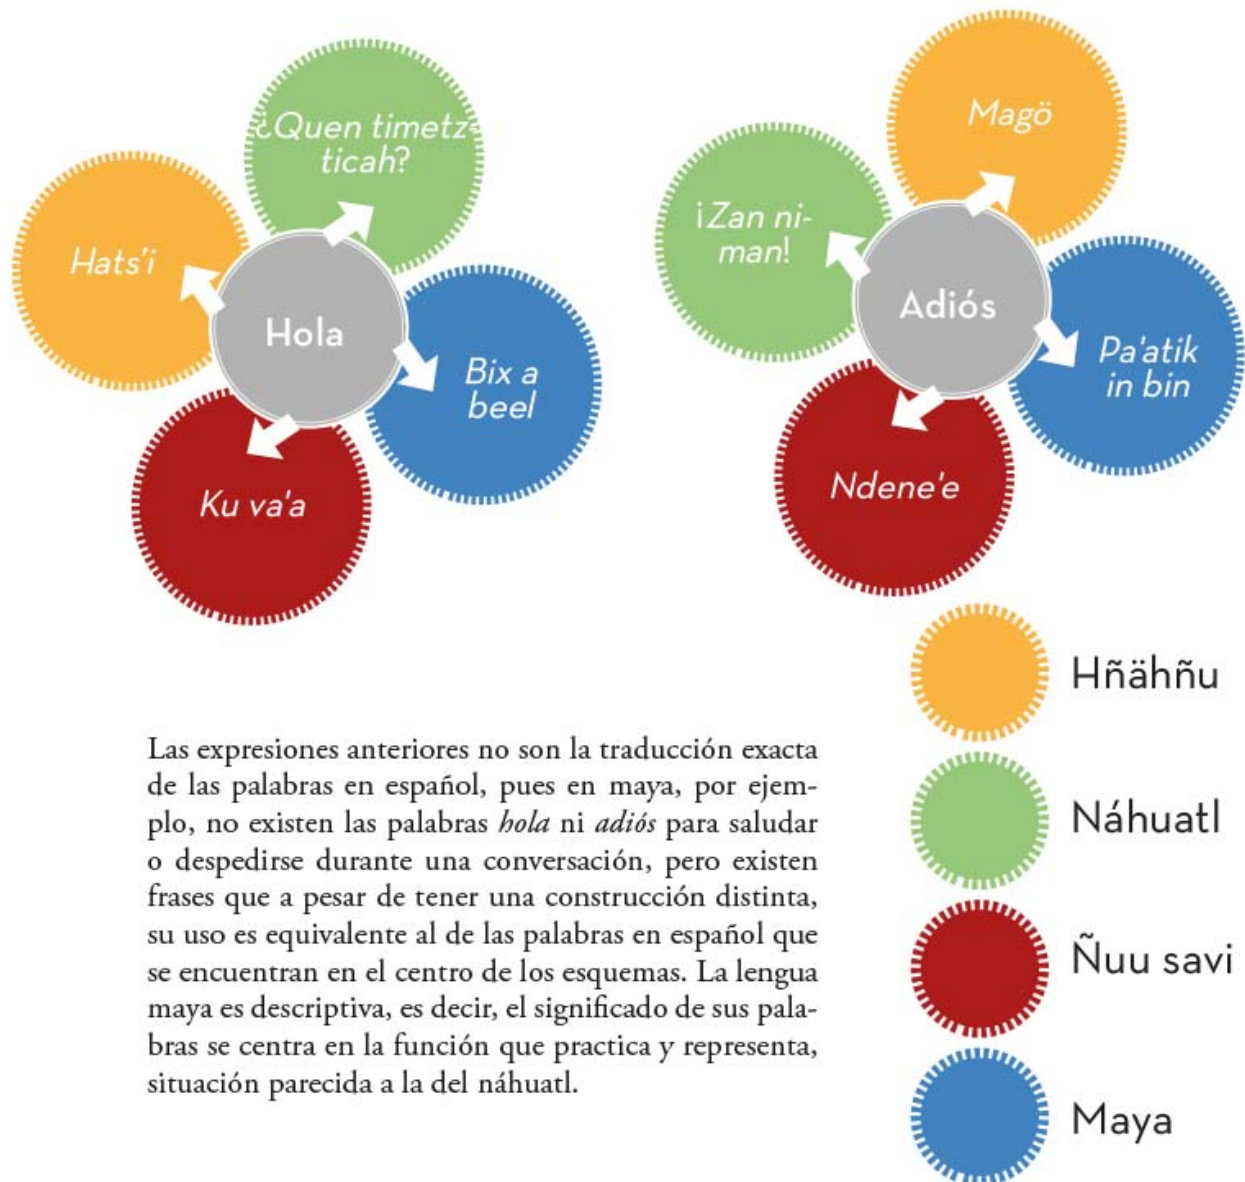 ¿Quen timetz-
ticah?
Hats'i
Hola
Bix a
beel
Ku va'a
Magö
¡Zan ni-
man!
Adiós
Pa'atik
in bin
Ndene'e
Hñähñu
Náhuatl
Ñuu savi
Maya
Las expresiones anteriores no son la traducción exacta
de las palabras en español, pues en maya, por ejem-
plo, no existen las palabras hola ni adiós para saludar
o despedirse durante una conversación, pero existen
frases que a pesar de tener una construcción distinta,
su uso es equivalente al de las palabras en español que
se encuentran en el centro de los esquemas. La lengua
maya es descriptiva, es decir, el significado de sus pala-
bras se centra en la función que practica y representa,
situación parecida a la del náhuatl.